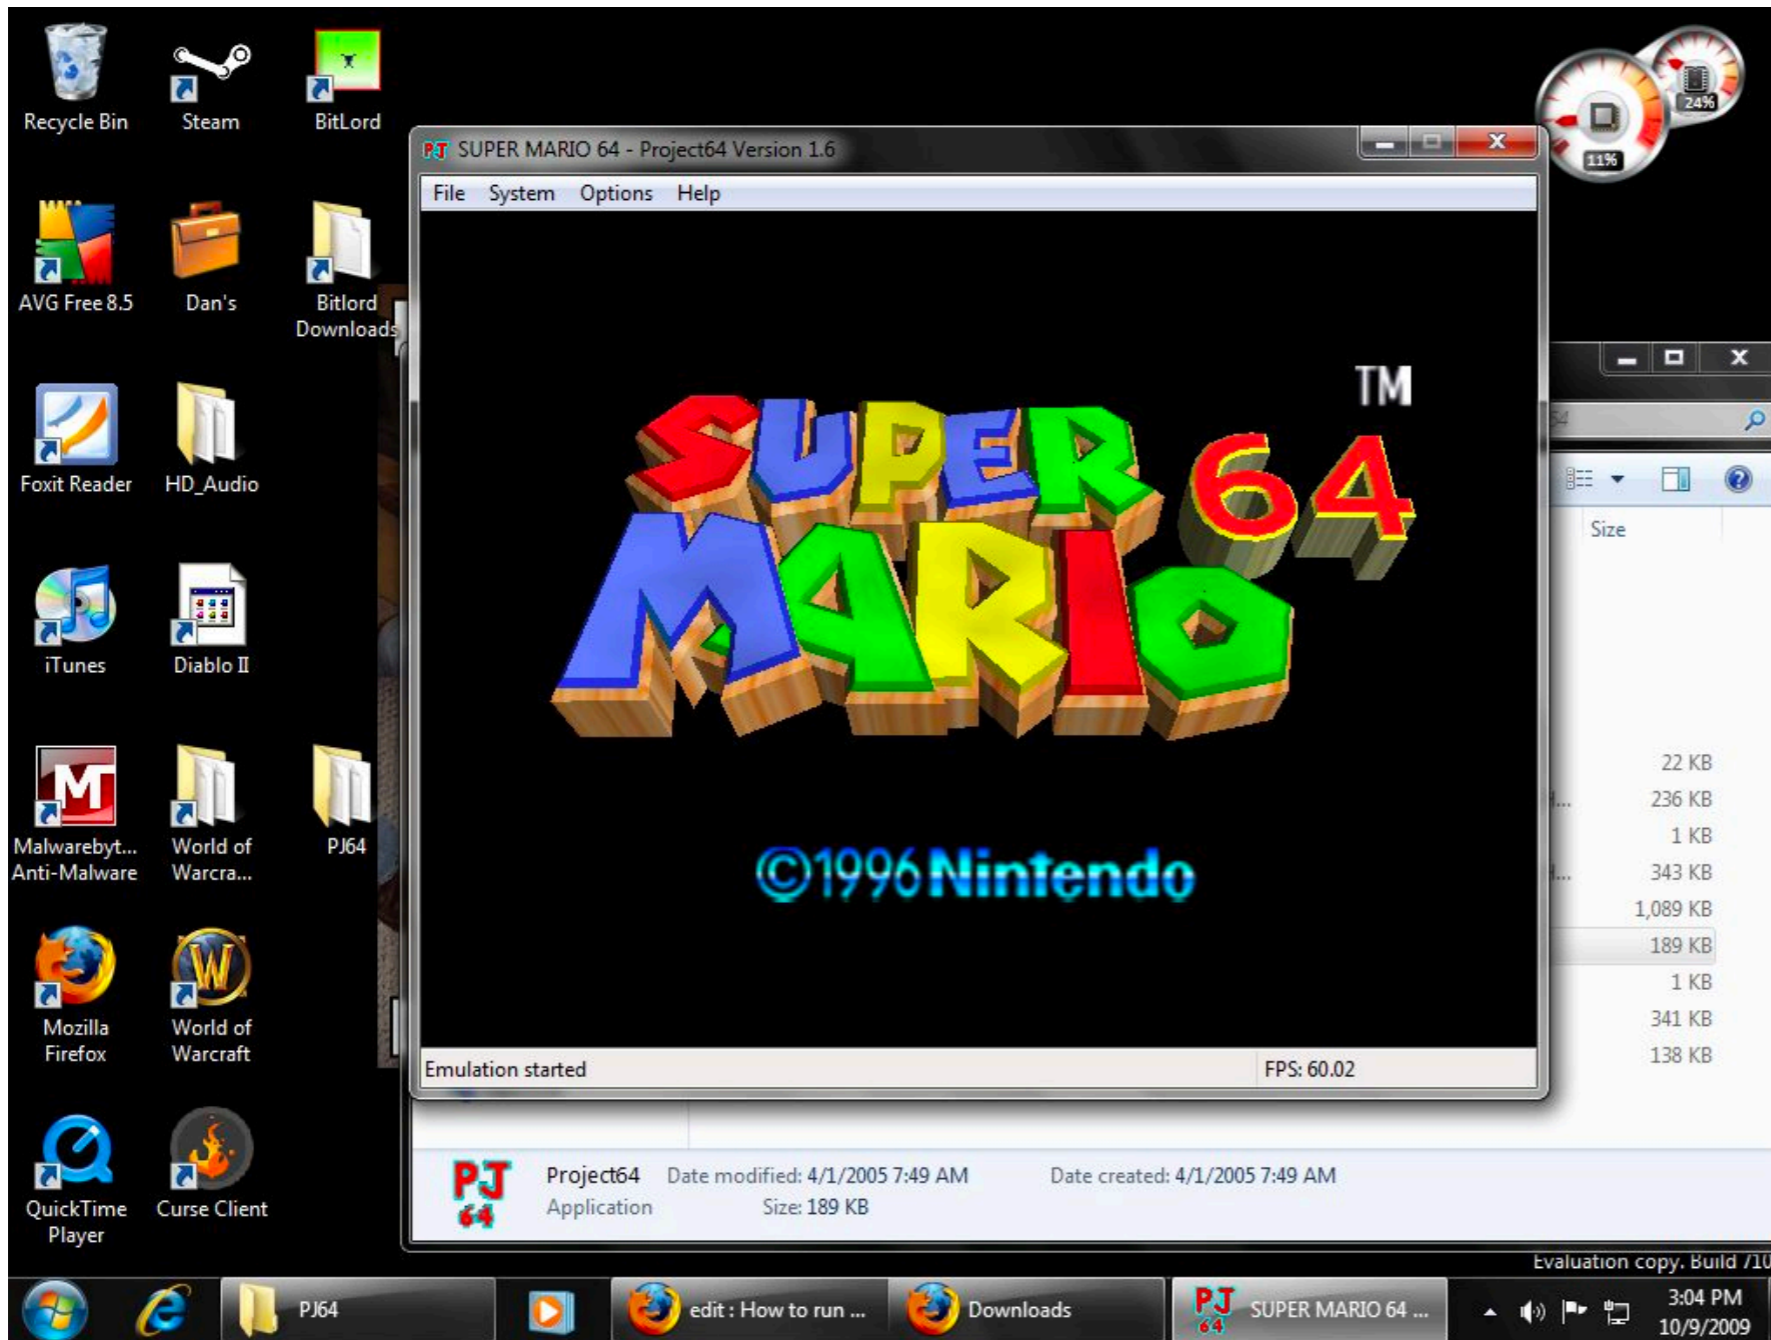 Recycle Bin
Steam
BitLord
AVG Free 8.5
Dan's
Bitlord
Downloads
Foxit Reader
HD_Audio
iTunes
Diablo II
Malwarebyt...
Anti-Malware
World of
Warcra...
PJ64
Mozilla
Firefox
World of
Warcraft
QuickTime
Player
Curse Client
24%
11%
SUPER MARIO 64 - Project64 Version 1.6
File System Options Help
SUPER
MARIO
64
TM
©1996 Nintendo
Emulation started
FPS: 60.02
Size
22 KB
236 KB
1 KB
343 KB
1,089 KB
189 KB
1 KB
341 KB
138 KB
PJ
64
Project64 Date modified: 4/1/2005 7:49 AM Date created: 4/1/2005 7:49 AM
Application Size: 189 KB
Evaluation copy. Build 710
PJ64
edit : How to run ...
Downloads
PJ
64
SUPER MARIO 64 ...
3:04 PM
10/9/2009